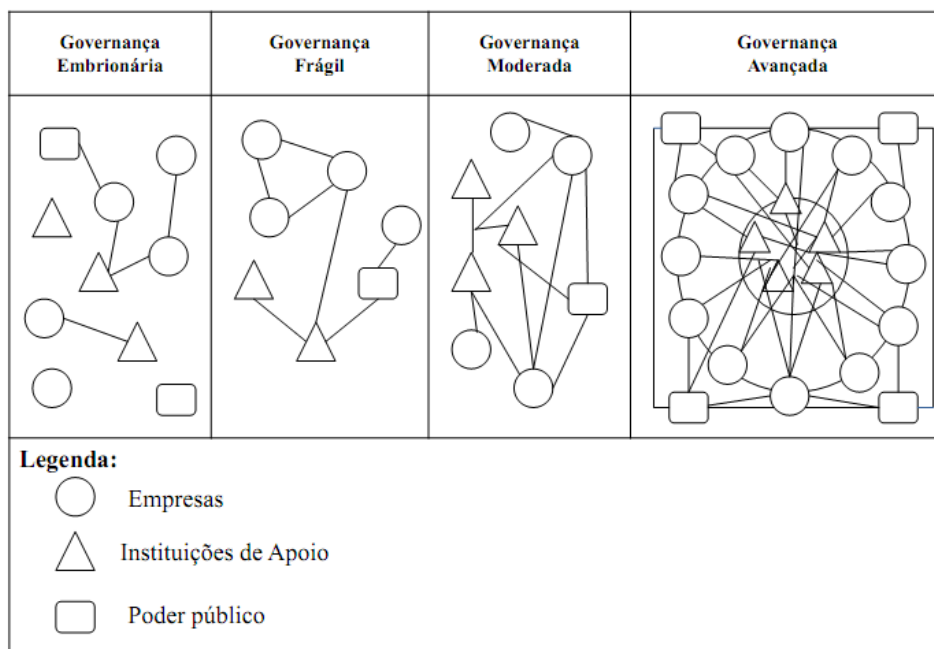 Governança
Embrionária
Governança
Frágil
Governança
Moderada
Governança
Avançada
Legenda:
Empresas
Instituições de Apoio
Poder público